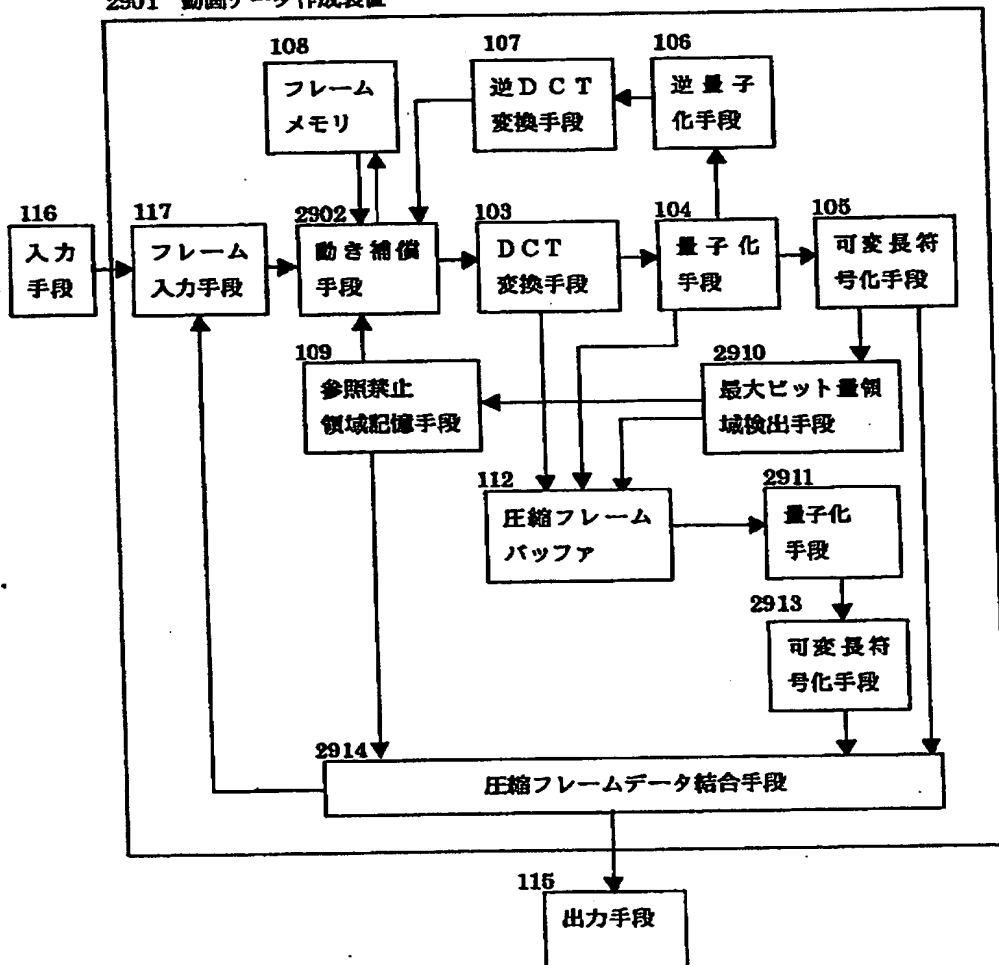 2901 動画データ作成装置
108
フレーム
メモリ
107
逆DCT
変換手段
106
逆量子
化手段
116
入力
手段
117
フレーム
入力手段
2902
動き補償
手段
103
DCT
変換手段
104
量子化
手段
105
可変長符
号化手段
109
参照禁止
領域記憶手段
2910
最大ビット量領
域検出手段
112
圧縮フレーム
バッファ
2911
量子化
手段
2913
可変長符
号化手段
2914
圧縮フレームデータ結合手段
115
出力手段